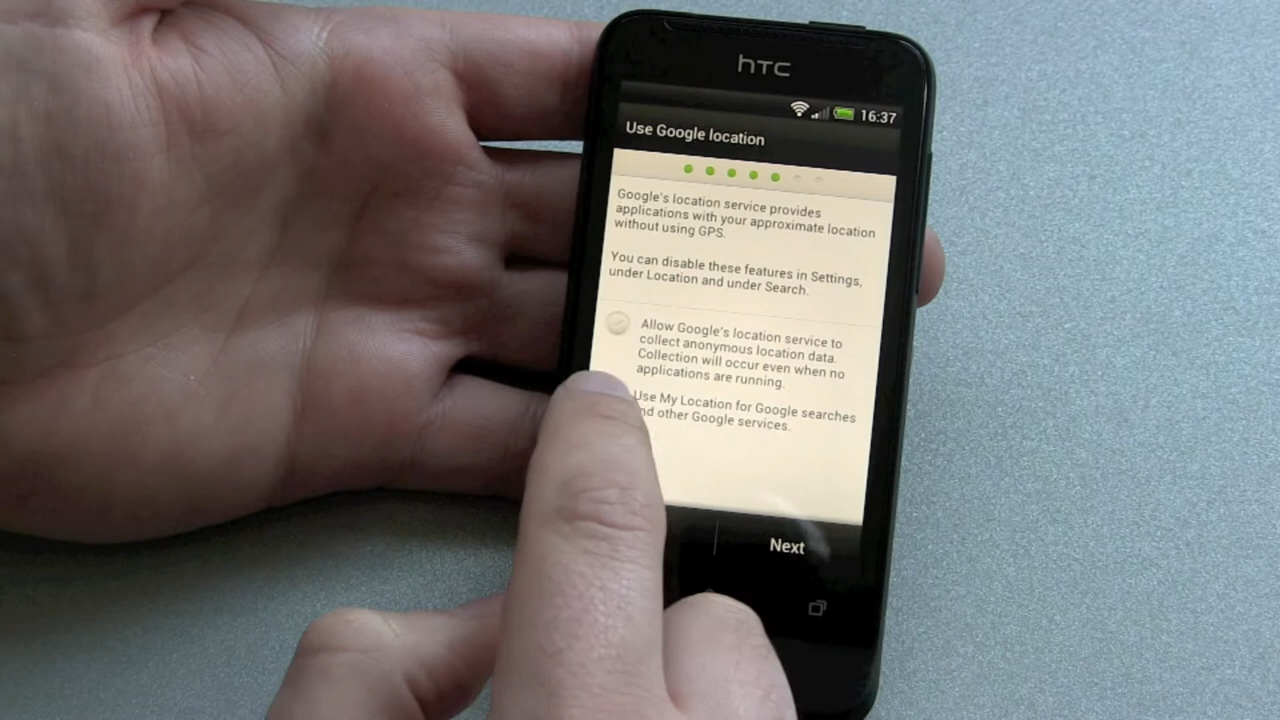 hTC
16:37
Use Google location
Google's location service provides
applications with your approximate location
without using GPS.
You can disable these features in Settings,
under Location and under Search.
Allow Google's location service to
collect anonymous location data.
Collection will occur even when no
applications are running.
Use My Location for Google searches
nd other Google services.
Next